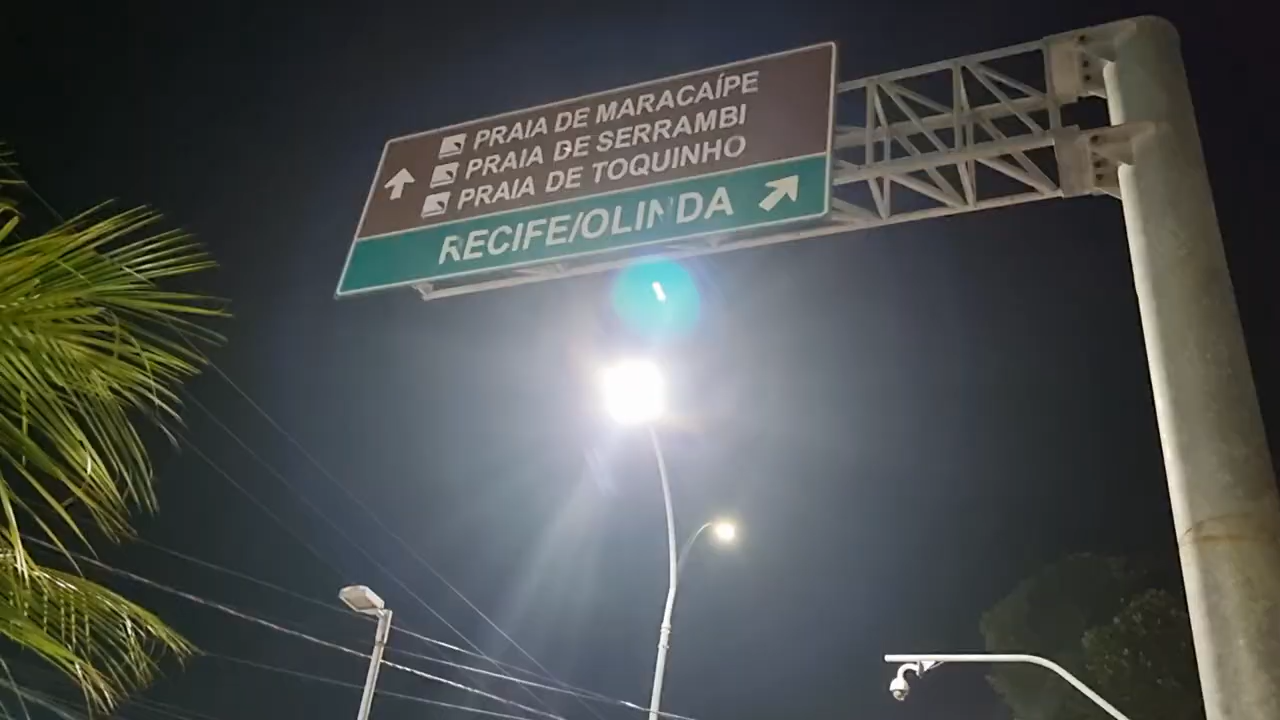 PRAIA DE MARACAÍPE
PRAIA DE SERRAMBI
PRAIA DE TOQUINHO
RECIFE/OLINDA